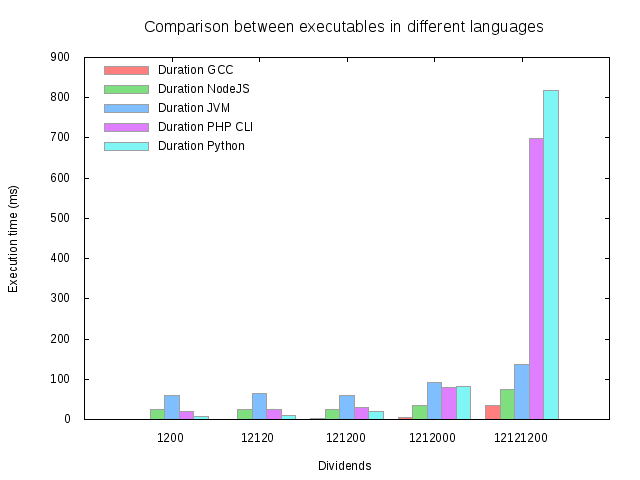 Comparison between executables in different languages
900
800
700
600
500
400
300
200
100
0
Execution time (ms)
Duration GCC
Duration NodeJS
Duration JVM
Duration PHP CLI
Duration Python
1200 12120 121200 1212000 12121200
Dividends